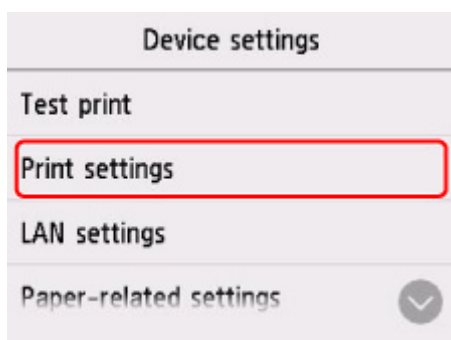 Device settings
Test print
Print settings
LAN settings
Paper-related settings